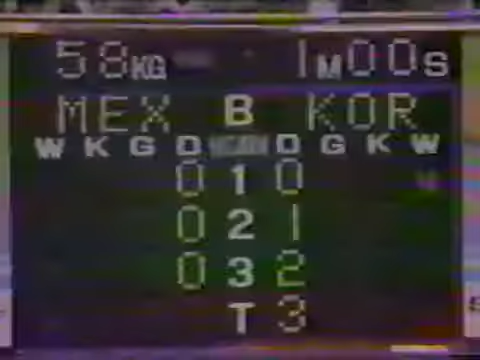 58KG 1M00S
MEX B KOR
W K G D D G K W
0 1 0
0 2 1
0 3 2
T 3